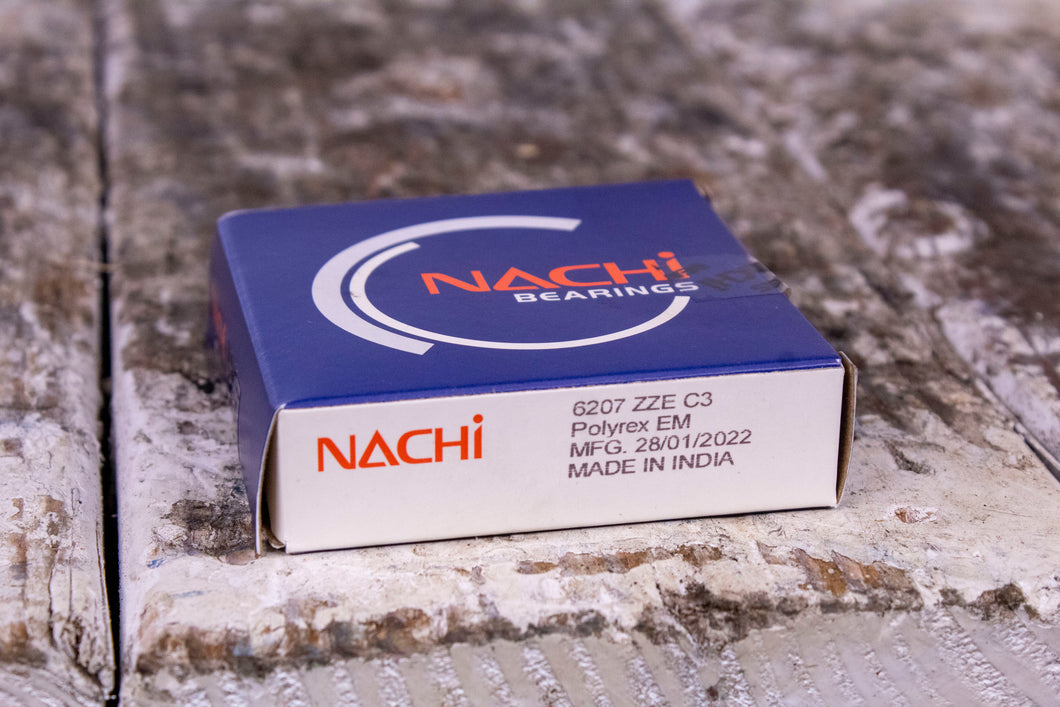 NACHi
BEARINGS
NACHi
6207 ZZE C3
Polyrex EM
MFG. 28/01/2022
MADE IN INDIA